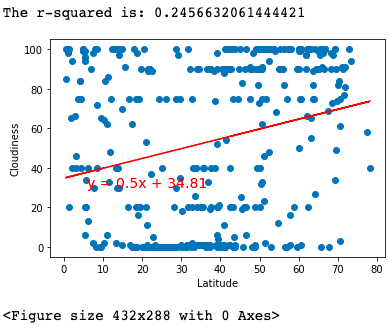 The r-squared is: 0.2456632061444421
100
80
60
40
20
0
Cloudiness
y = 0.5x + 34.81
0 10 20 30 40 50 60 70 80
Latitude
<Figure size 432x288 with 0 Axes>